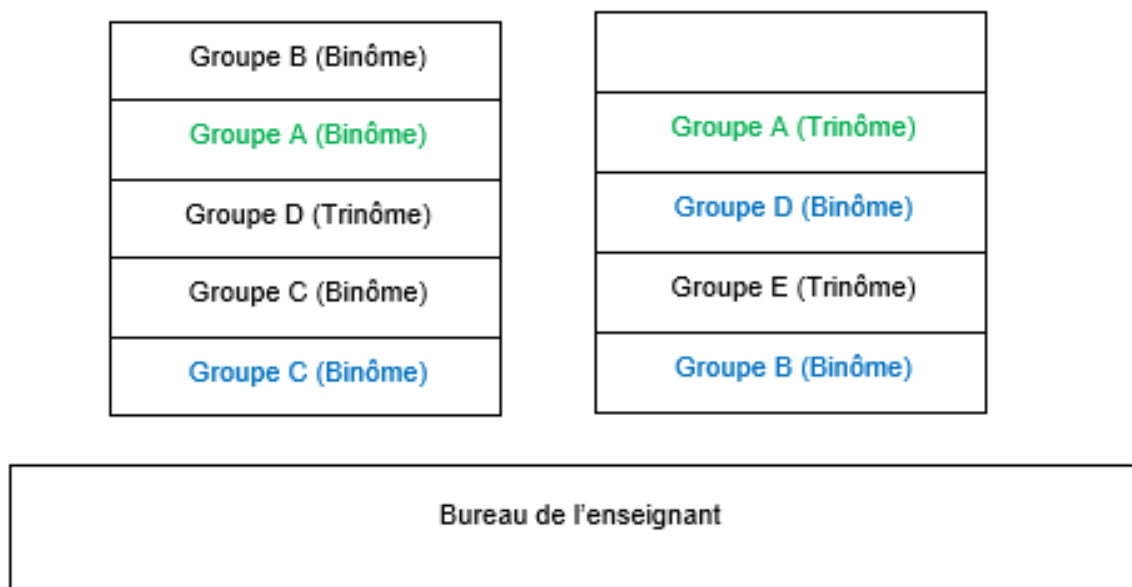 Groupe B (Binôme)
Groupe A (Binôme)
Groupe D (Trinôme)
Groupe C (Binôme)
Groupe C (Binôme)
Groupe A (Trinôme)
Groupe D (Binôme)
Groupe E (Trinôme)
Groupe B (Binôme)
Bureau de l'enseignant